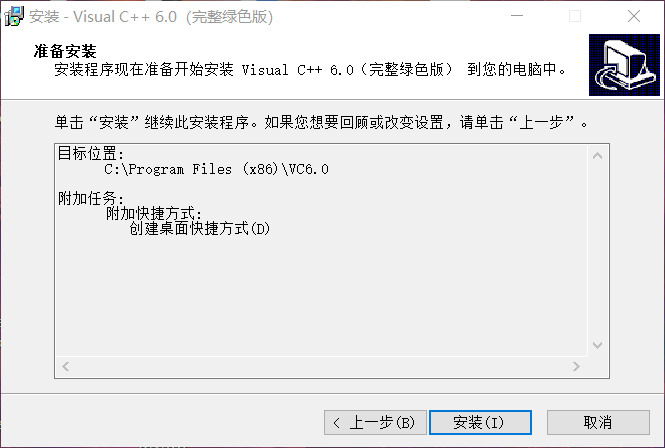 安装 - Visual C++ 6.0 (完整绿色版)
准备安装
安装程序现在准备开始安装 Visual C++ 6.0（完整绿色版） 到您的电脑中。
单击“安装”继续此安装程序。如果您想要回顾或改变设置，请单击“上一步”。
目标位置:
C:\Program Files (x86)\VC6.0
附加任务:
附加快捷方式:
创建桌面快捷方式(D)
< 上一步(B)
安装(I)
取消